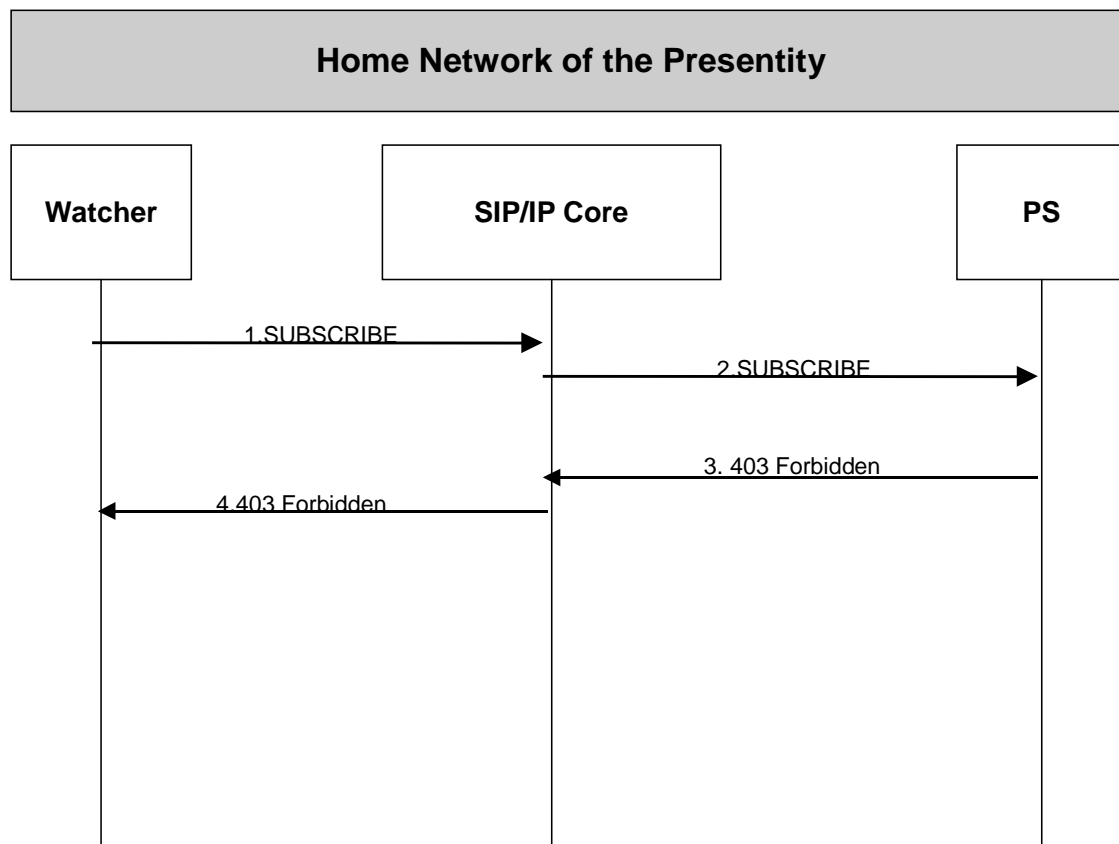 Home Network of the Presentity
Watcher
SIP/IP Core
PS
1.SUBSCRIBE
2.SUBSCRIBE
3. 403 Forbidden
4.403 Forbidden